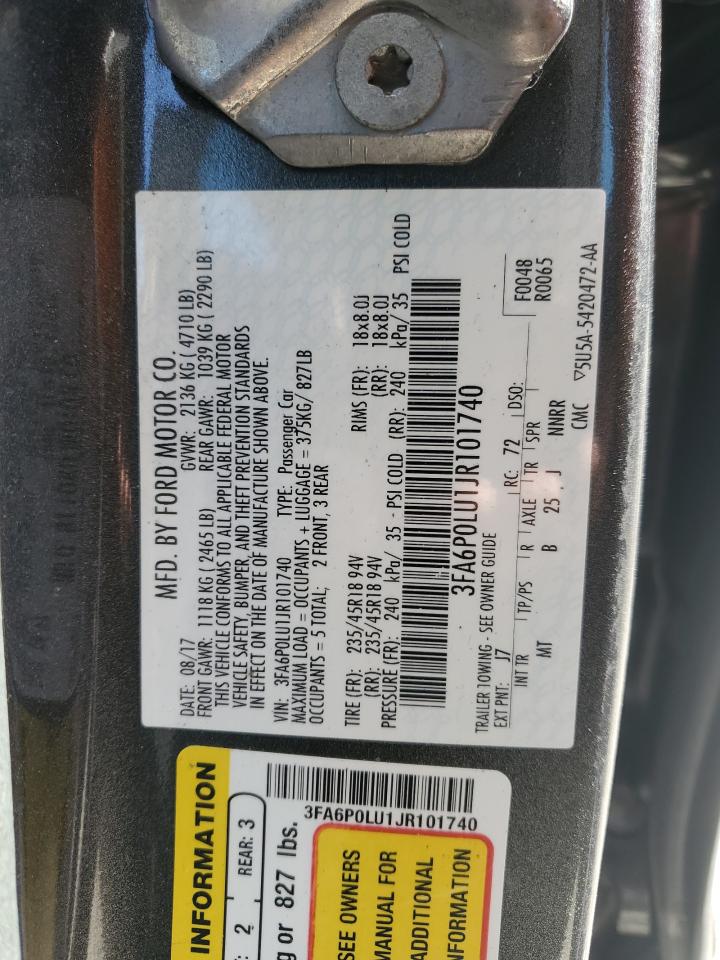 MFD. BY FORD MOTOR CO.
DATE: 08/17 GVWR: 2136 KG ( 4710 LB)
FRONT GAWR: 1118 KG (2465 LB) REAR GAWR: 1039 KG ( 2290 LB)
THIS VEHICLE CONFORMS TO ALL APPLICABLE FEDERAL MOTOR
VEHICLE SAFETY, BUMPER, AND THEFT PREVENTION STANDARDS
IN EFFECT ON THE DATE OF MANUFACTURE SHOWN ABOVE.
VIN: 3FA6P0LU1JR101740 TYPE: Passenger Car
MAXIMUM LOAD = OCCUPANTS + LUGGAGE = 375KG/ 827LB
OCCUPANTS = 5 TOTAL; 2 FRONT, 3 REAR
TIRE (FR): 235/45R18 94V RIMS (FR): 18x8.0J
(RR): 235/45R18 94V (RR): 18x8.0J
PRESSURE (FR): 240 kPa/ 35 - PSI COLD (RR): 240 kPa/ 35 PSI COLD
3FA6P0LU1JR101740
TRAILER TOWING - SEE OWNER GUIDE
EXT PNT: J7 RC: 72 DSO: F0048
R0065
INT TR TP/PS R AXLE TR SPR
MT B 25 J NNRR
CMC ▽5U5A-5420472-AA
INFORMATION
2 REAR: 3
g or 827 lbs.
3FA6P0LU1JR101740
SEE OWNERS
MANUAL FOR
ADDITIONAL
INFORMATION